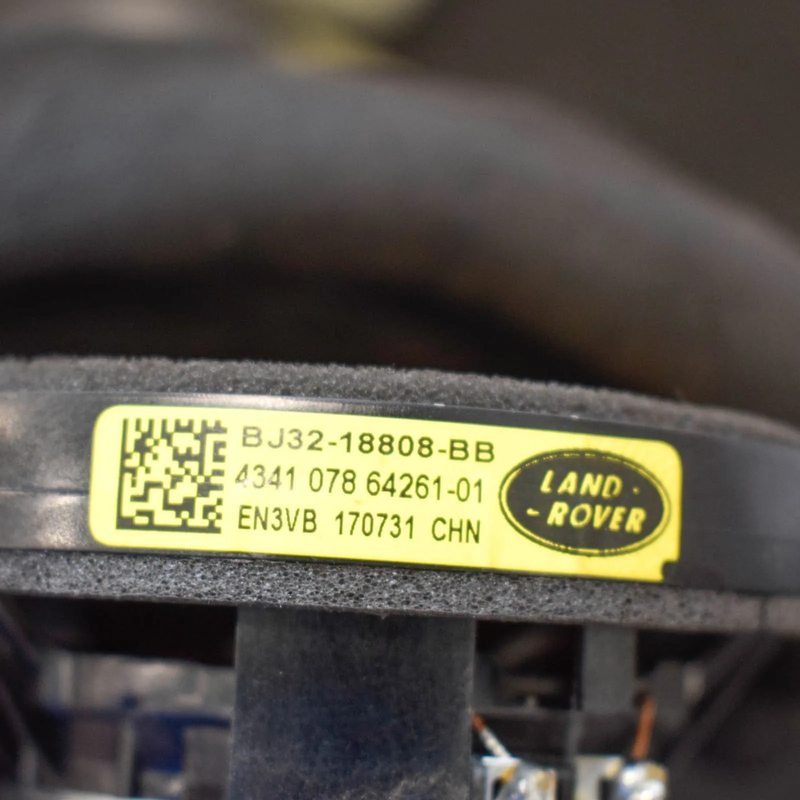 BJ32-18808-BB
4341 078 64261-01
EN3VB 170731 CHN
LAND -
- ROVER